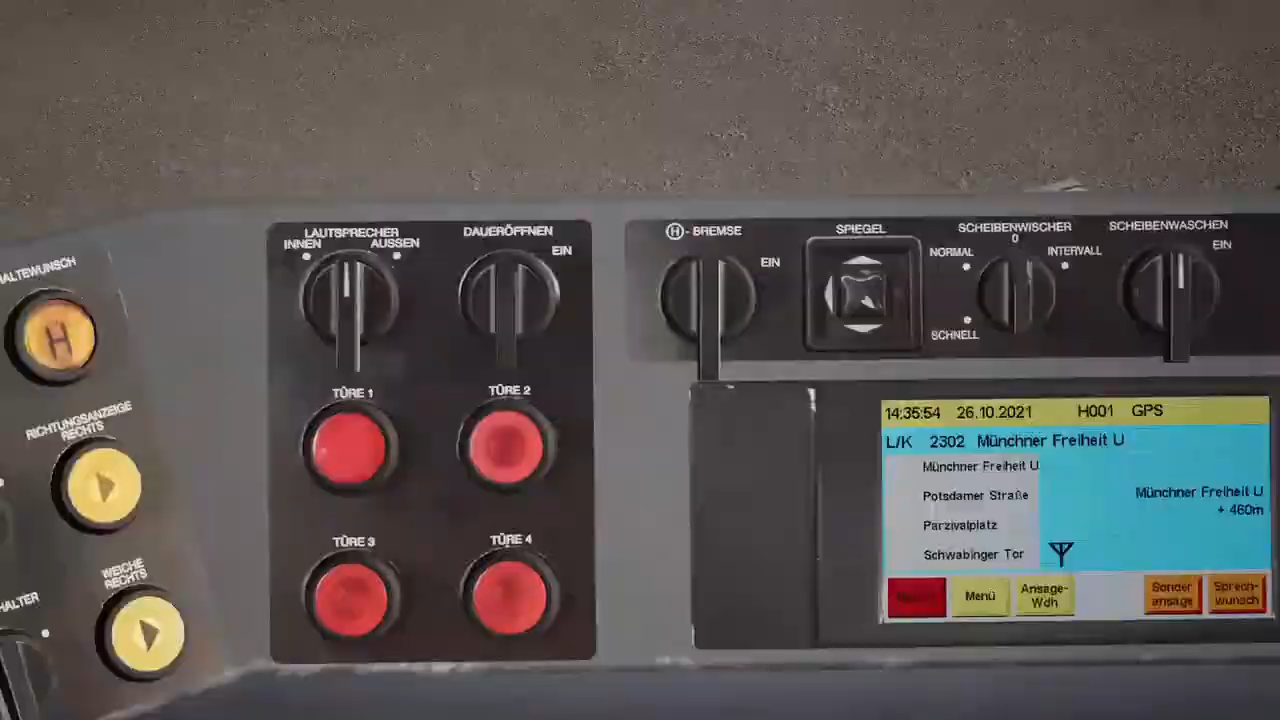 HALTEWUNSCH
H
RICHTUNGSANZEIGE
RECHTS
WEICHE
RECHTS
HALTER
LAUTSPRECHER
INNEN
AUSSEN
DAUERÖFFNEN
EIN
TÜRE 1
TÜRE 2
TÜRE 3
TÜRE 4
H - BREMSE
EIN
SPIEGEL
SCHEIBENWISCHER
0
NORMAL
INTERVALL
SCHNELL
SCHEIBENWASCHEN
EIN
14:35:54 26.10.2021 H001 GPS
L/K 2302 Münchner Freiheit U
Münchner Freiheit U
Potsdamer Straße
Parzivalplatz
Schwabinger Tor
Münchner Freiheit U
+ 460m
Menü
Ansage-
Wdh
Sonder
ansage
Sprech-
wunsch